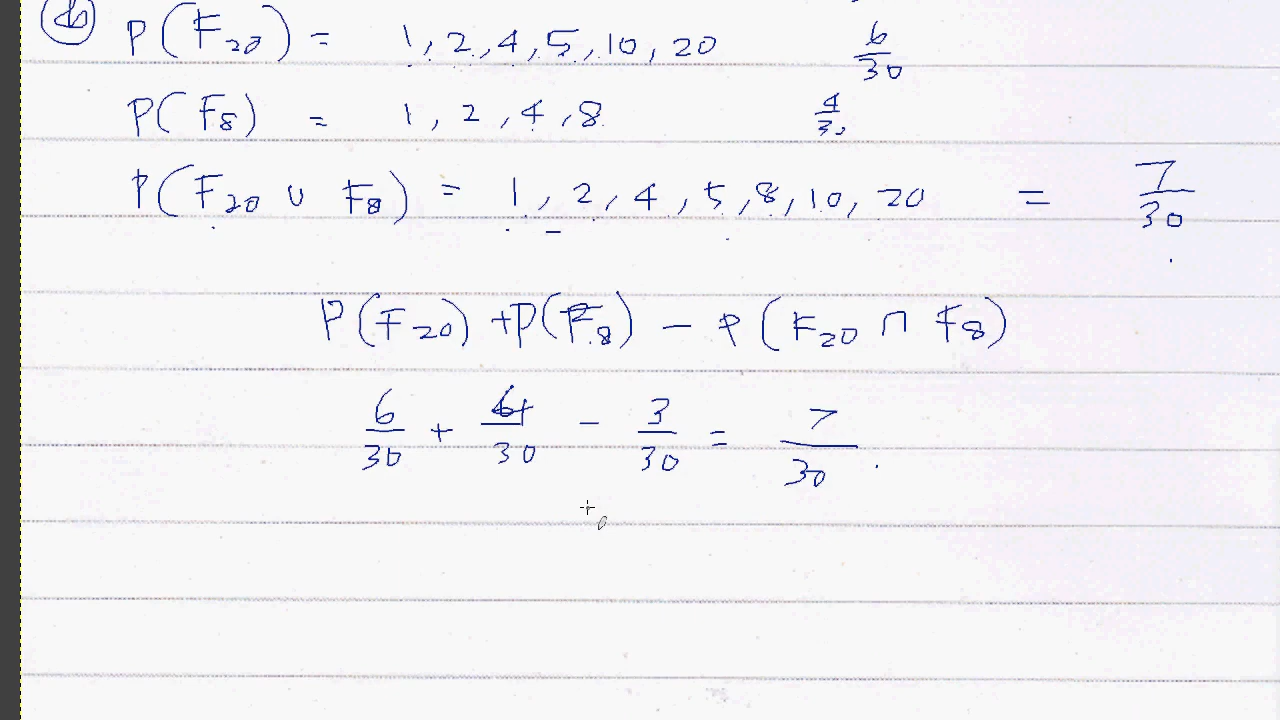 (b) P(F20) = 1, 2, 4, 5, 10, 20 6/30
P(F8) = 1, 2, 4, 8 4/3
P(F20 ∪ F8) = 1, 2, 4, 5, 8, 10, 20 = 7/30
P(F20) + P(F8) - P(F20 ∩ F8)
6/30 + 4/30 - 3/30 = 7/30.